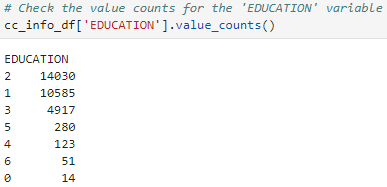 # Check the value counts for the 'EDUCATION' variable
cc_info_df['EDUCATION'].value_counts()
EDUCATION
2    14030
1    10585
3     4917
5      280
4      123
6       51
0       14